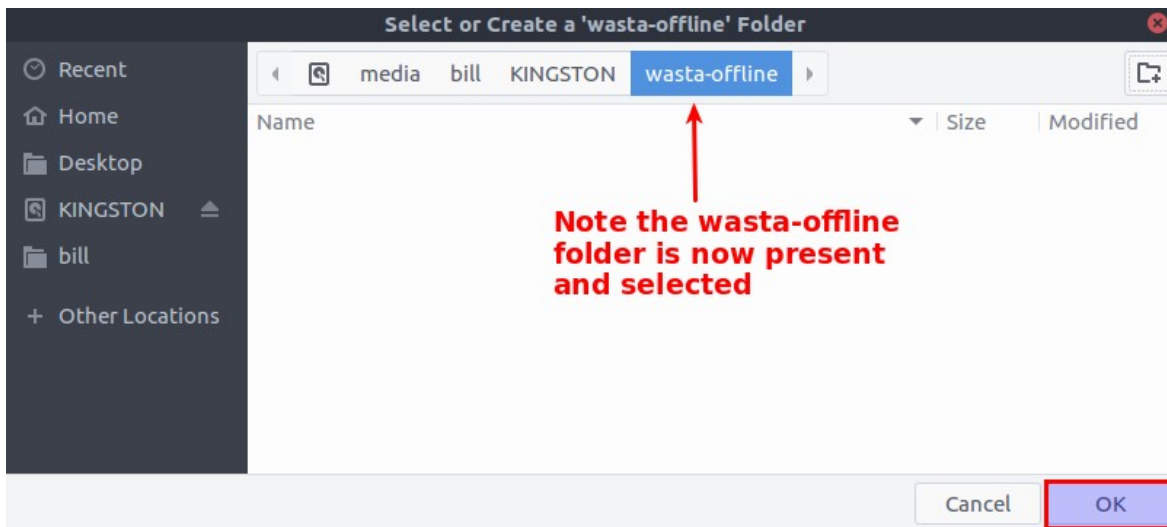 Select or Create a 'wasta-offline' Folder
Recent
media bill KINGSTON wasta-offline
Home
Name Size Modified
Desktop
KINGSTON
bill
Note the wasta-offline
folder is now present
and selected
+ Other Locations
Cancel OK